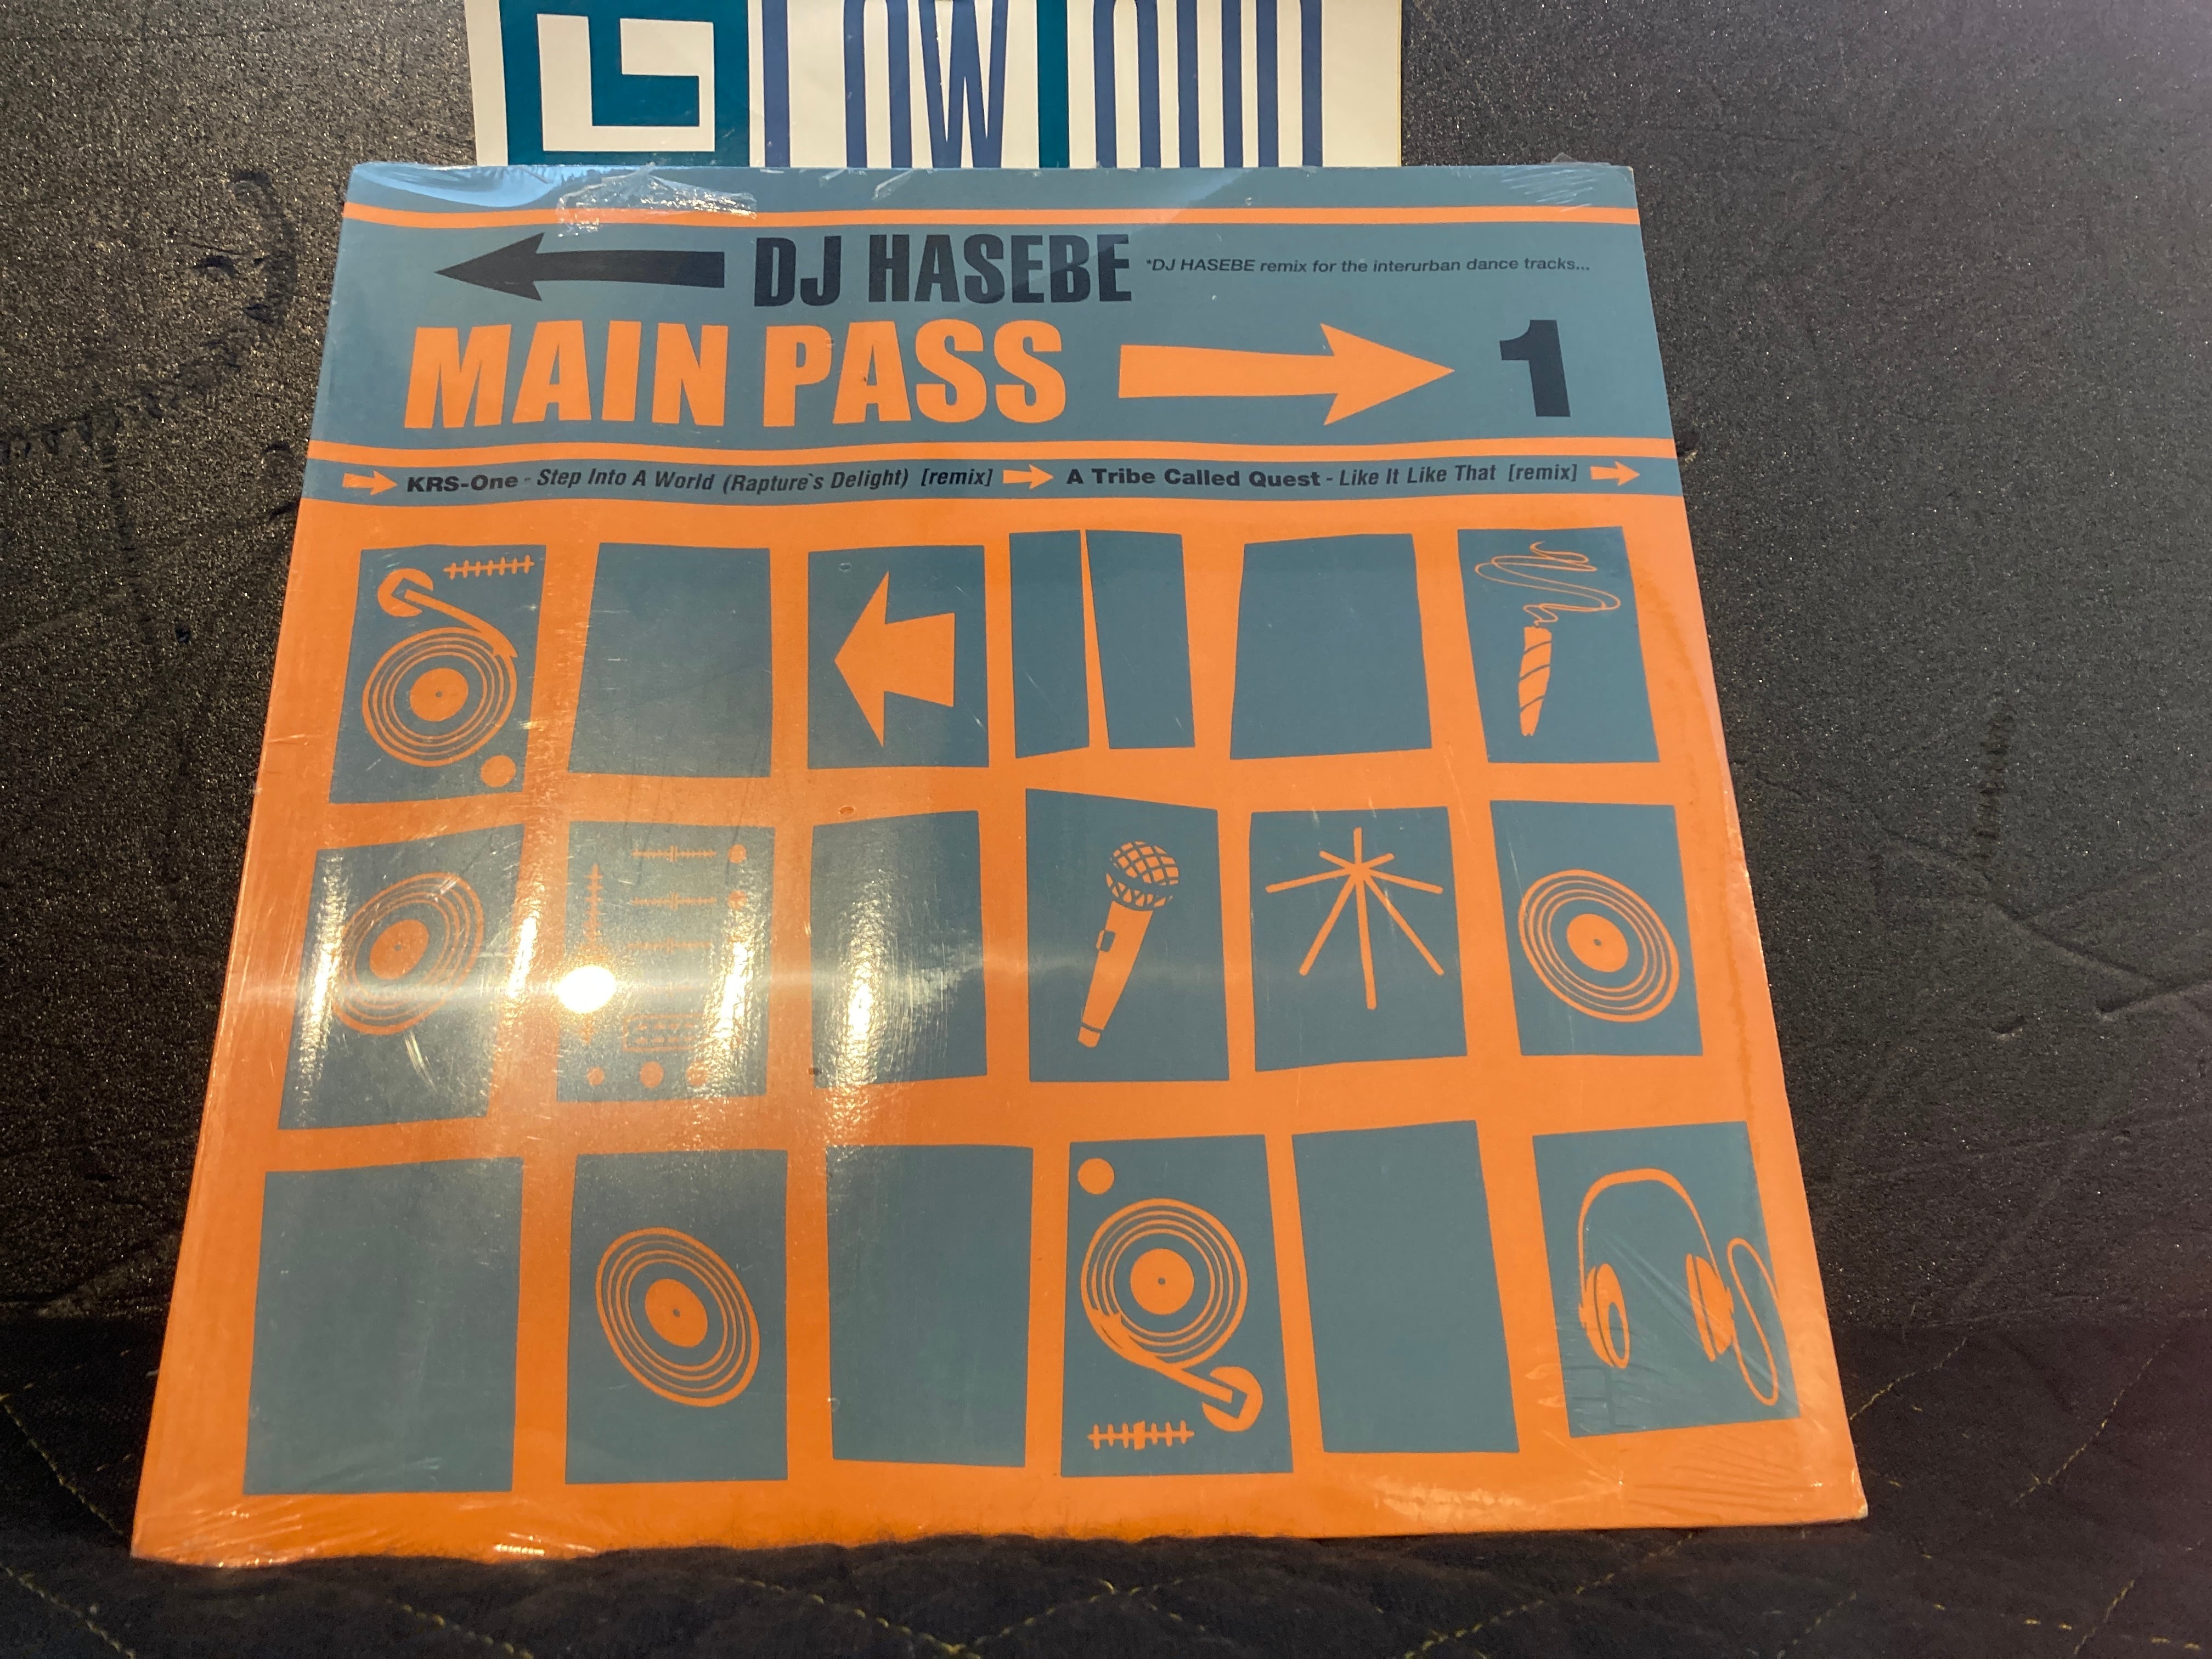 DJ HASEBE *DJ HASEBE remix for the interurban dance tracks...
MAIN PASS 1
KRS-One - Step Into A World (Rapture`s Delight) [remix] A Tribe Called Quest - Like It Like That [remix]